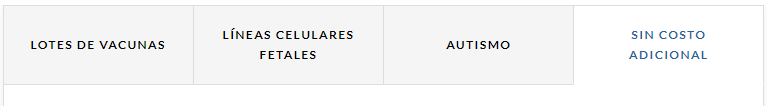 LOTES DE VACUNAS
LÍNEAS CELULARES
FETALES
AUTISMO
SIN COSTO
ADICIONAL